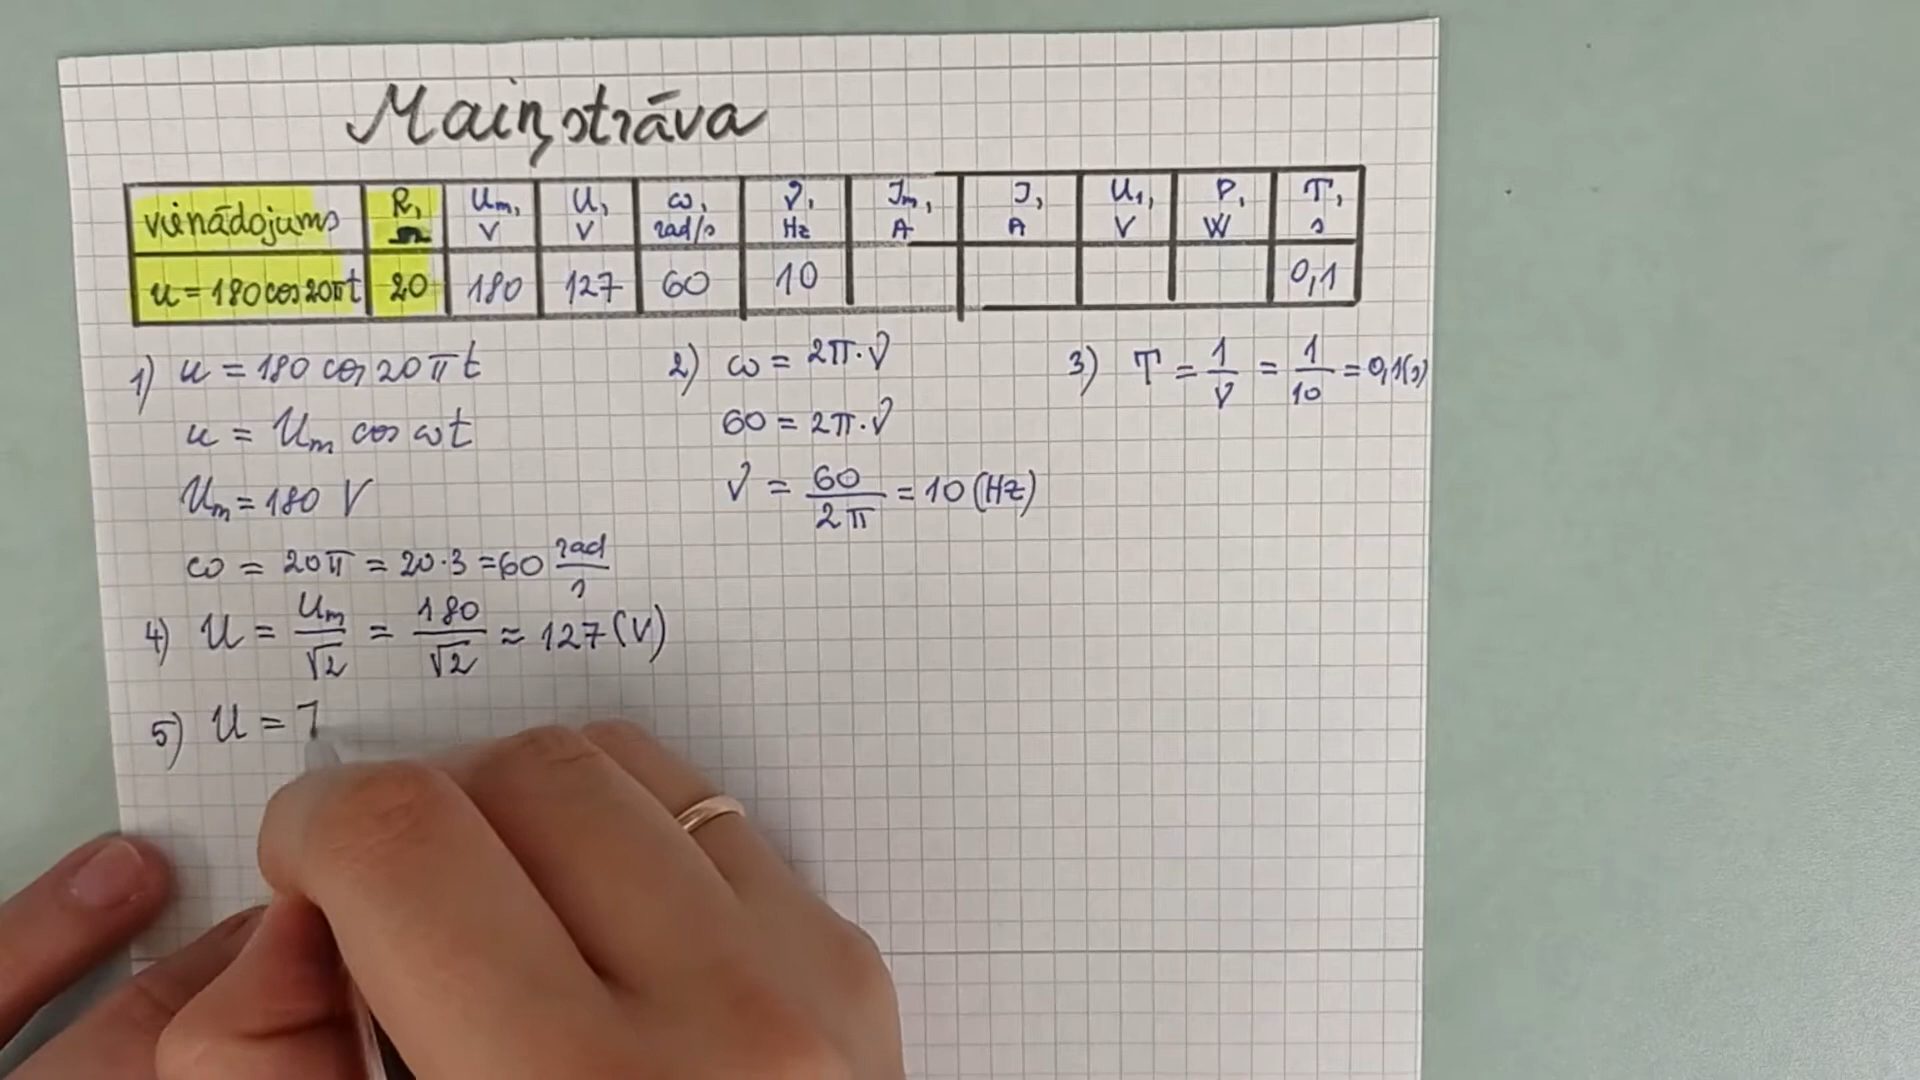 Maiņstrāva
vienādojums R, Ω Um, V U, V ω, rad/s ν, Hz Im, A I, A U1, V P, W T, s
u = 180 cos 20π t 20 180 127 60 10 0,1
1) u = 180 cos 20π t
u = Um cos ωt
Um = 180 V
ω = 20π = 20·3 = 60 rad/s
2) ω = 2π·ν
60 = 2π·ν
ν = 60/2π = 10 (Hz)
3) T = 1/ν = 1/10 = 0,1(s)
4) U = Um/√2 = 180/√2 ≈ 127 (V)
5) U =